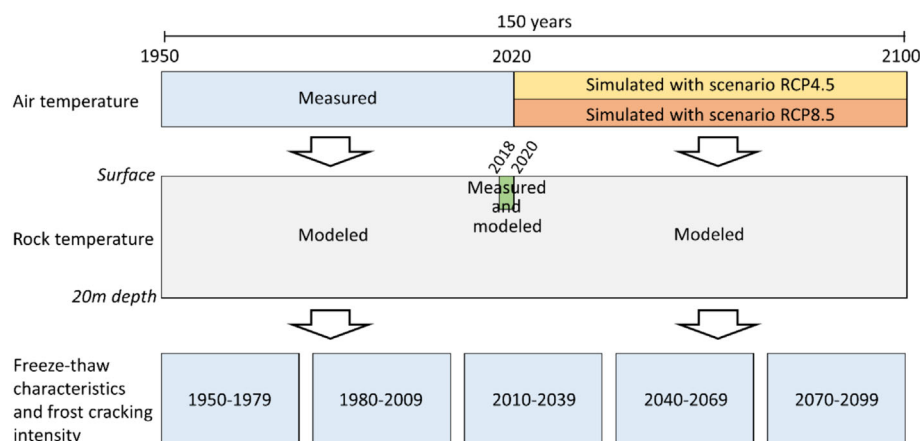 150 years
1950
2020
2100
Air temperature
Measured
Simulated with scenario RCP4.5
Simulated with scenario RCP8.5
Surface
2018
2020
Measured
and
modeled
Rock temperature
Modeled
Modeled
20m depth
Freeze-thaw
characteristics
and frost cracking
intensity
1950-1979
1980-2009
2010-2039
2040-2069
2070-2099